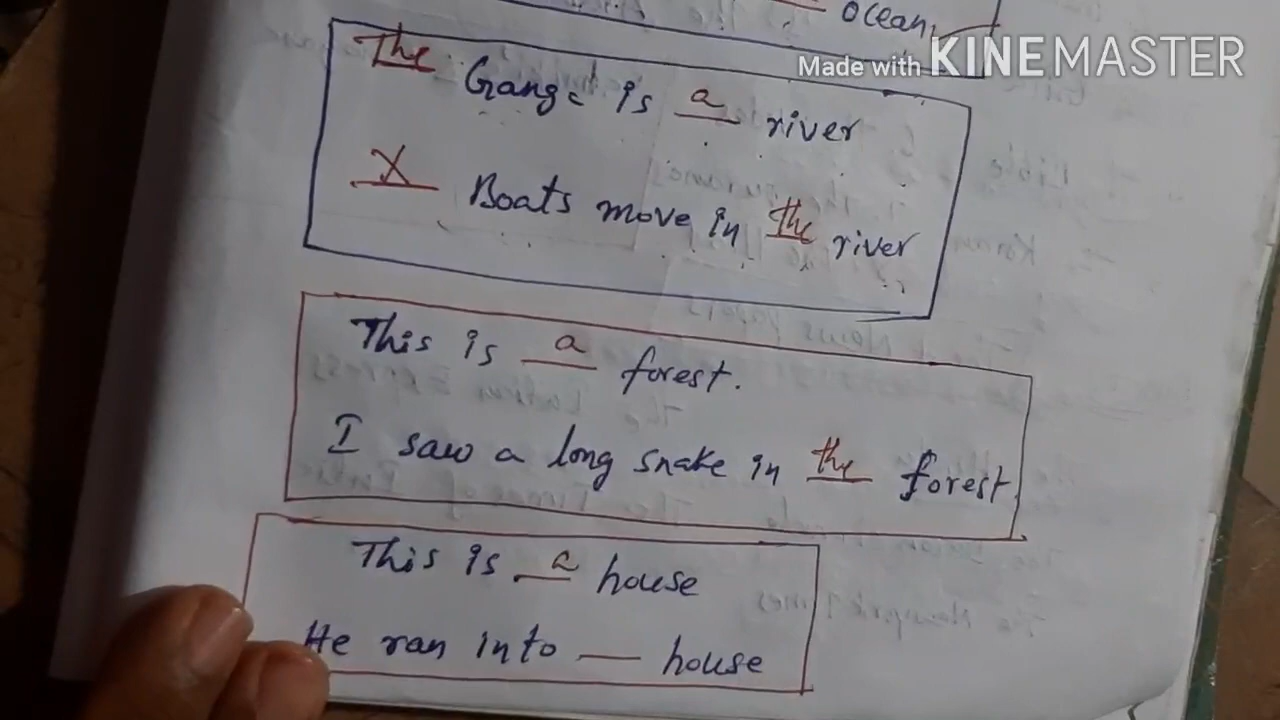 ocean.
Made with KINEMASTER
The Gange is a river
X Boats move in the river
This is a forest.
I saw a long snake in the forest.
This is a house
He ran into __ house